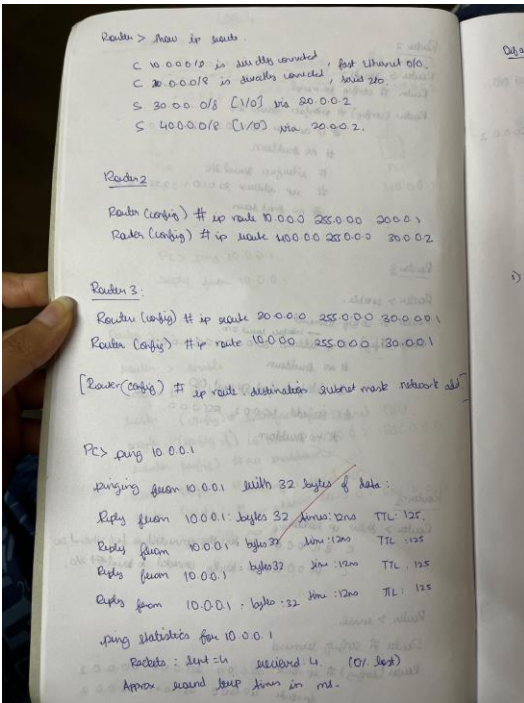 Router > show ip route.
C 10.0.0.0/8 is directly connected, fast ethernet 0/0.
C 20.0.0.0/8 is directly connected, serial 2/0.
S 30.0.0.0/8 [1/0] via 20.0.0.2
S 40.0.0.0/8 [1/0] via 20.0.0.2.
Router 2
Router (config) # ip route 10.0.0.0 255.0.0.0 20.0.0.1
Router (config) # ip route 40.0.0.0 255.0.0.0 30.0.0.2
Router 3:
Router (config) # ip route 20.0.0.0 255.0.0.0 30.0.0.1
Router (config) # ip route 10.0.0.0 255.0.0.0 30.0.0.1
[Router (config) # ip route destination subnet mask network add]
PC> ping 10.0.0.1
pinging from 10.0.0.1 with 32 bytes of data:
Reply from 10.0.0.1: bytes 32 times: 12ms TTL: 125.
Reply from 10.0.0.1: bytes 32 time: 12ms TTL: 125
Reply from 10.0.0.1 bytes 32 time: 12ms TTL: 125
Reply from 10.0.0.1: bytes: 32 time: 12ms TTL: 125
ping statistics for 10.0.0.1
Packets: sent = 4 recieved: 4. (0% lost)
Approx. round trip times in ms.
1)